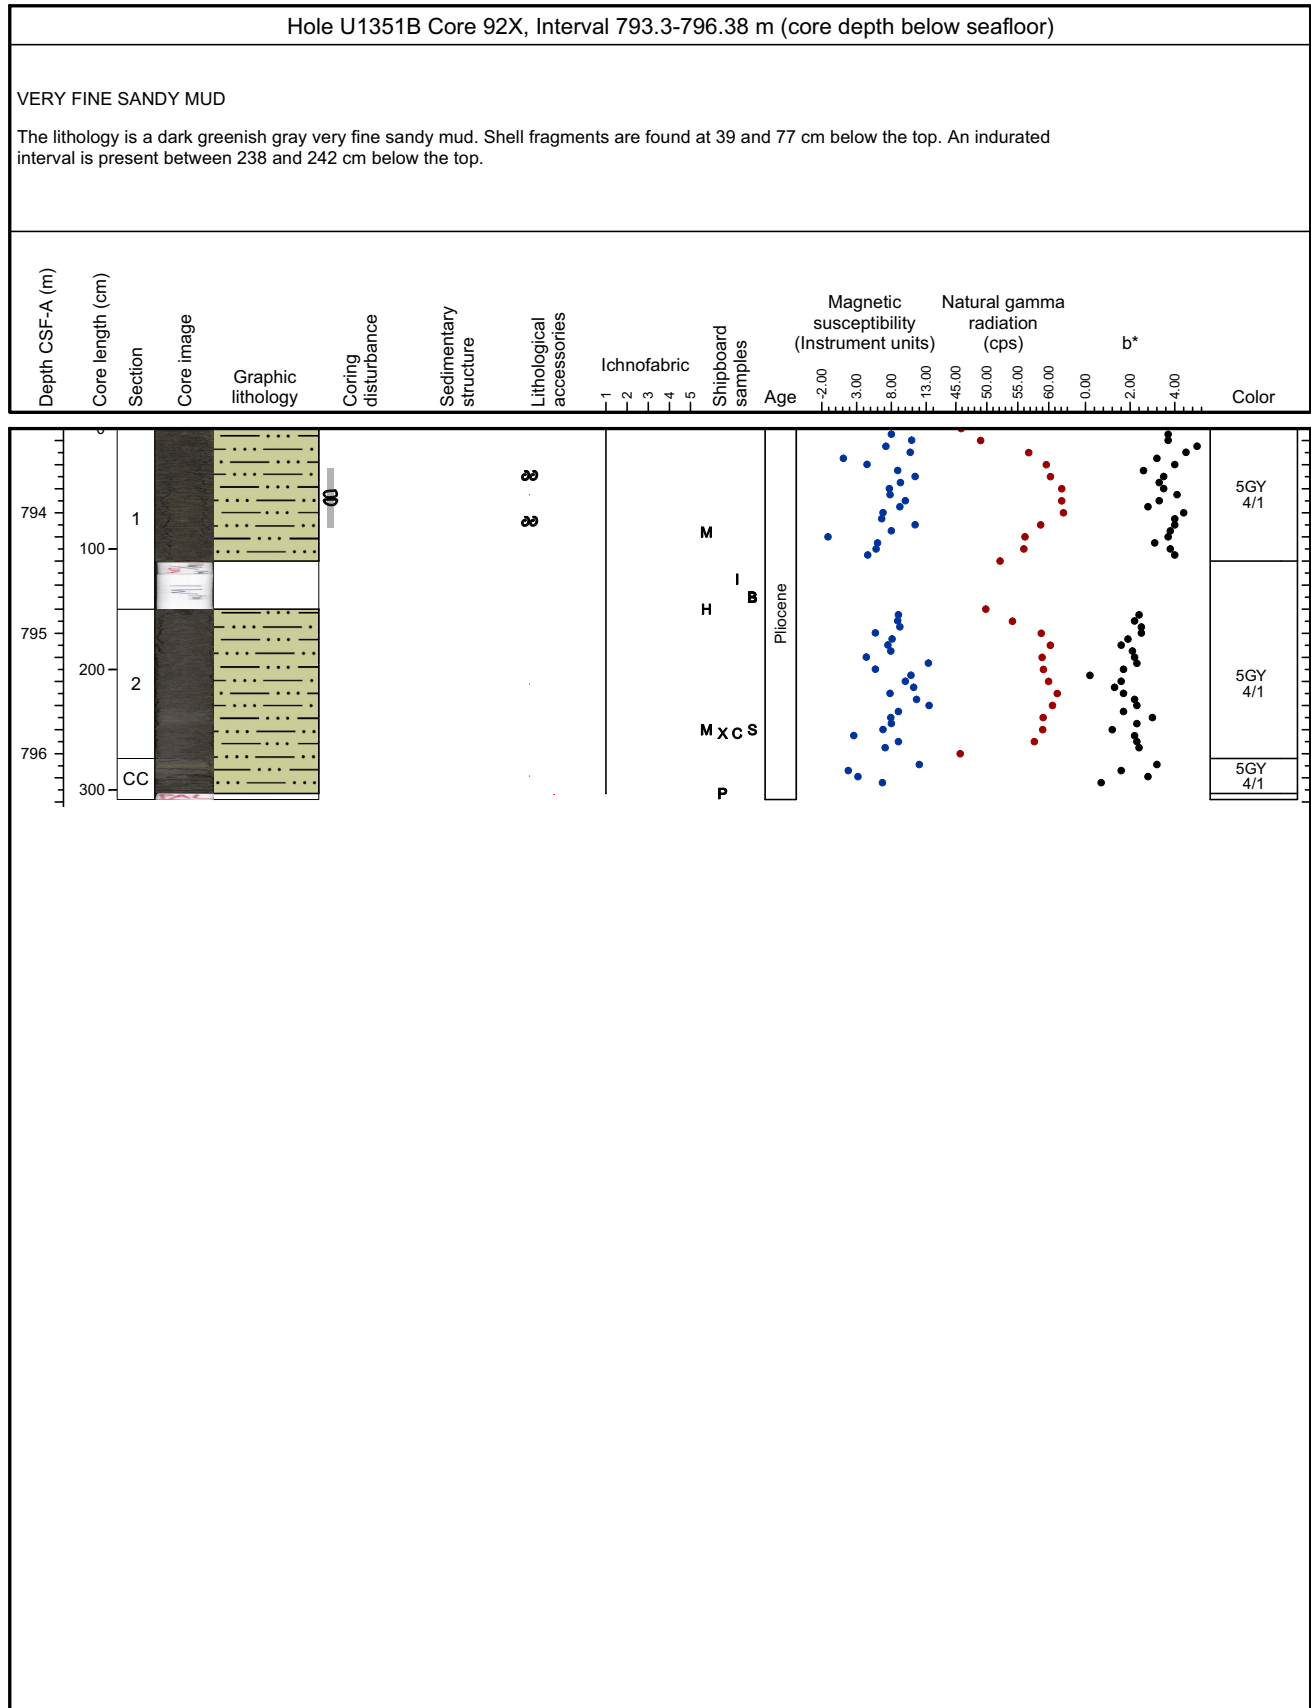 Hole U1351B Core 92X, Interval 793.3-796.38 m (core depth below seafloor)
VERY FINE SANDY MUD
The lithology is a dark greenish gray very fine sandy mud. Shell fragments are found at 39 and 77 cm below the top. An indurated
interval is present between 238 and 242 cm below the top.
Depth CSF-A (m)
Core length (cm)
Section
Core image
Graphic
lithology
Coring
disturbance
Sedimentary
structure
Lithological
accessories
Ichnofabric
1 2 3 4 5
Shipboard
samples
Age
Magnetic
susceptibility
(Instrument units)
-2.00 3.00 8.00 13.00
Natural gamma
radiation
(cps)
45.00 50.00 55.00 60.00
b*
0.00 2.00 4.00
Color
0
794
100
795
200
796
300
1
2
CC
M
I
B
H
M X C S
P
Pliocene
5GY
4/1
5GY
4/1
5GY
4/1